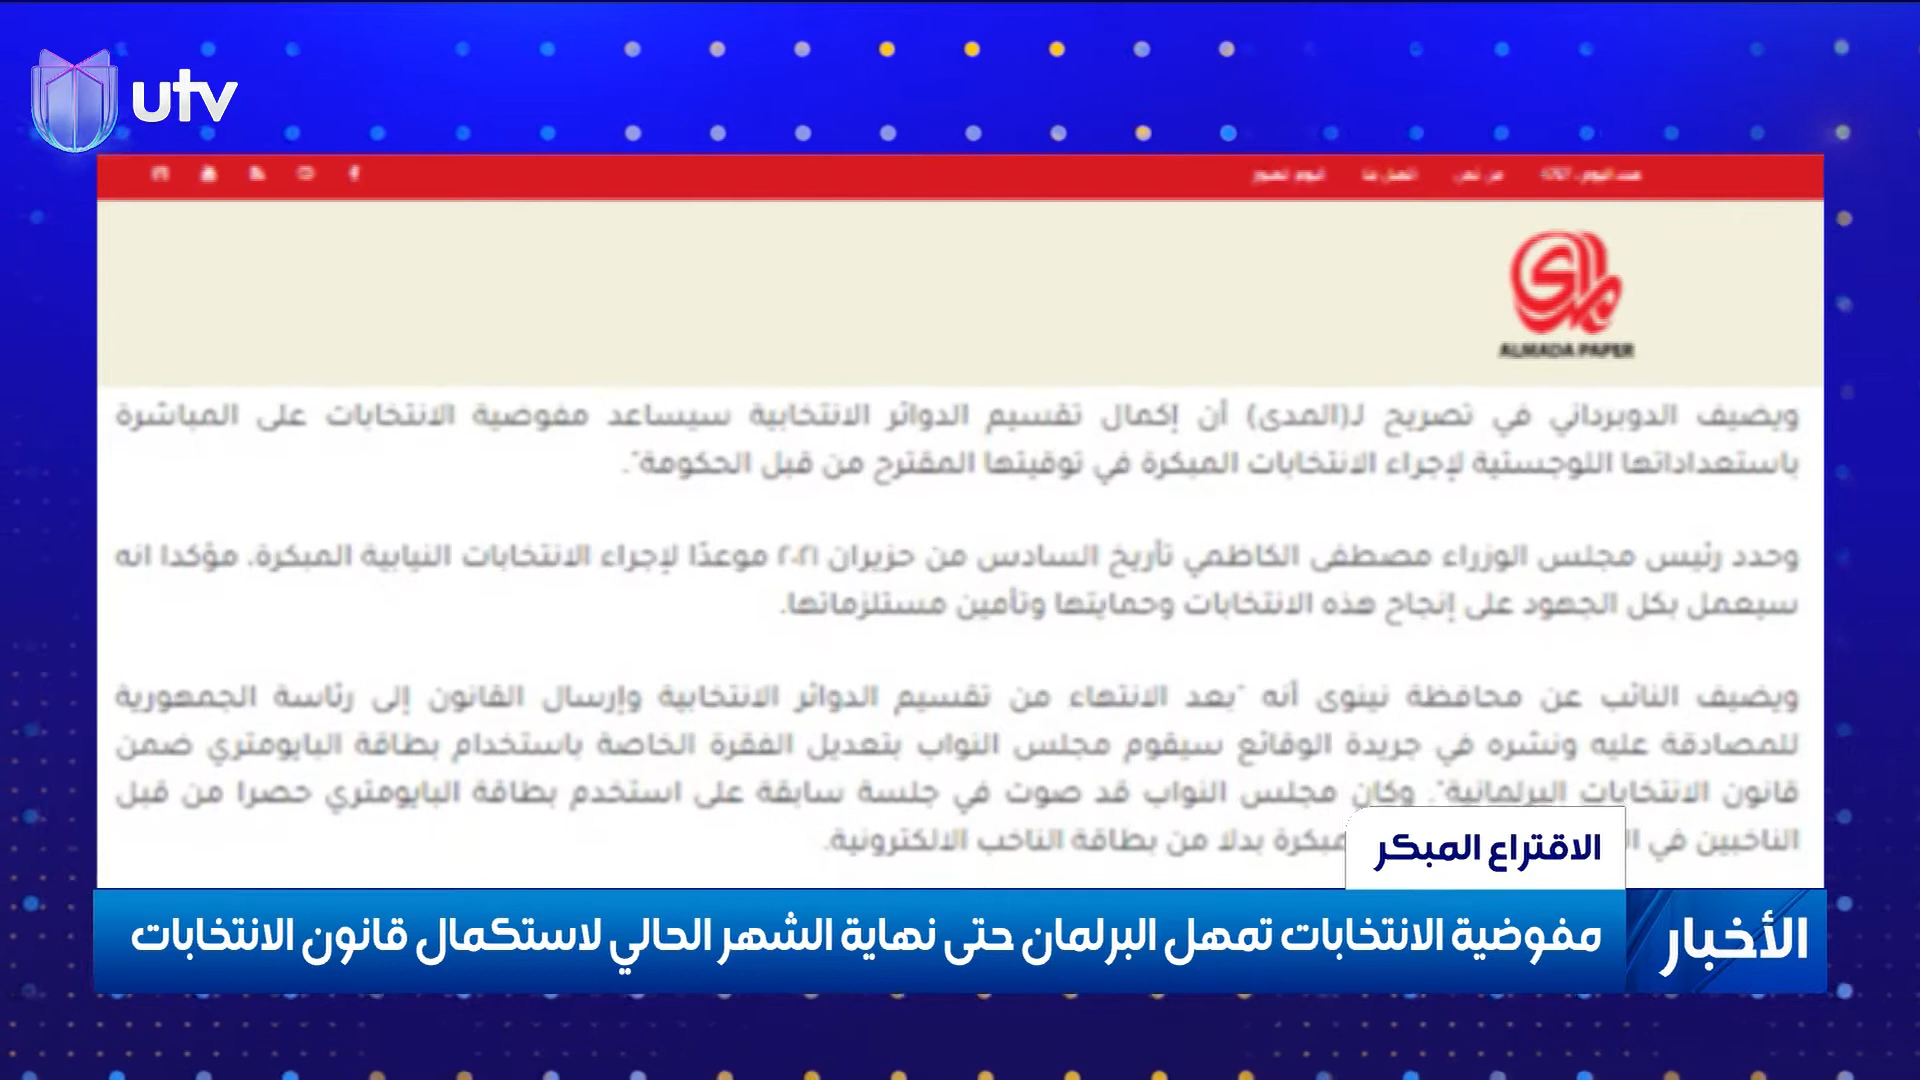 utv
اتصل بنا
من نحن
ALMADA PAPER
ويضيف الدوبرداني في تصريح لـ(المدى) أن إكمال تقسيم الدوائر الانتخابية سيساعد مفوضية الانتخابات على المباشرة
باستعداداتها اللوجستية لإجراء الانتخابات المبكرة في توقيتها المقترح من قبل الحكومة".
وحدد رئيس مجلس الوزراء مصطفى الكاظمي تأريخ السادس من حزيران ٢٠٢١ موعدًا لإجراء الانتخابات النيابية المبكرة، مؤكدا انه
سيعمل بكل الجهود على إنجاح هذه الانتخابات وحمايتها وتأمين مستلزماتها.
ويضيف النائب عن محافظة نينوى أنه "بعد الانتهاء من تقسيم الدوائر الانتخابية وإرسال القانون إلى رئاسة الجمهورية
للمصادقة عليه ونشره في جريدة الوقائع سيقوم مجلس النواب بتعديل الفقرة الخاصة باستخدام بطاقة البايومتري ضمن
قانون الانتخابات البرلمانية". وكان مجلس النواب قد صوت في جلسة سابقة على استخدم بطاقة البايومتري حصرا من قبل
الناخبين في مبكرة بدلا من بطاقة الناخب الالكترونية.
الاقتراع المبكر
الأخبار
مفوضية الانتخابات تمهل البرلمان حتى نهاية الشهر الحالي لاستكمال قانون الانتخابات